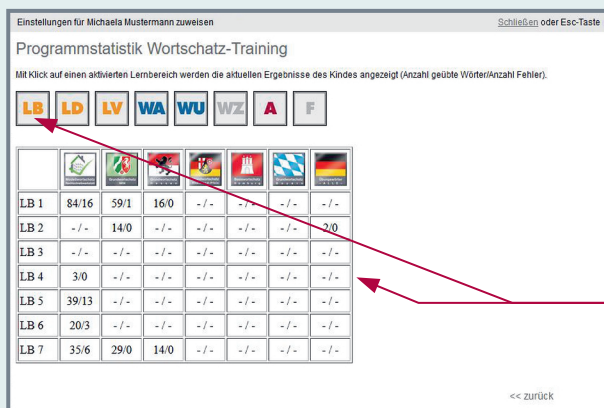 Einstellungen für Michaela Mustermann zuweisen
Schließen oder Esc-Taste
Programmstatistik Wortschatz-Training
Mit Klick auf einen aktivierten Lernbereich werden die aktuellen Ergebnisse des Kindes angezeigt (Anzahl geübte Wörter/Anzahl Fehler).
LB LD LV WA WU WZ A F
LB 1 84/16 59/1 16/0 - / - - / - - / - - / -
LB 2 - / - 14/0 - / - - / - - / - - / - 2/0
LB 3 - / - - / - - / - - / - - / - - / - - / -
LB 4 3/0 - / - - / - - / - - / - - / - - / -
LB 5 39/13 - / - - / - - / - - / - - / - - / -
LB 6 20/3 - / - - / - - / - - / - - / - - / -
LB 7 35/6 29/0 14/0 - / - - / - - / - - / -
<< zurück